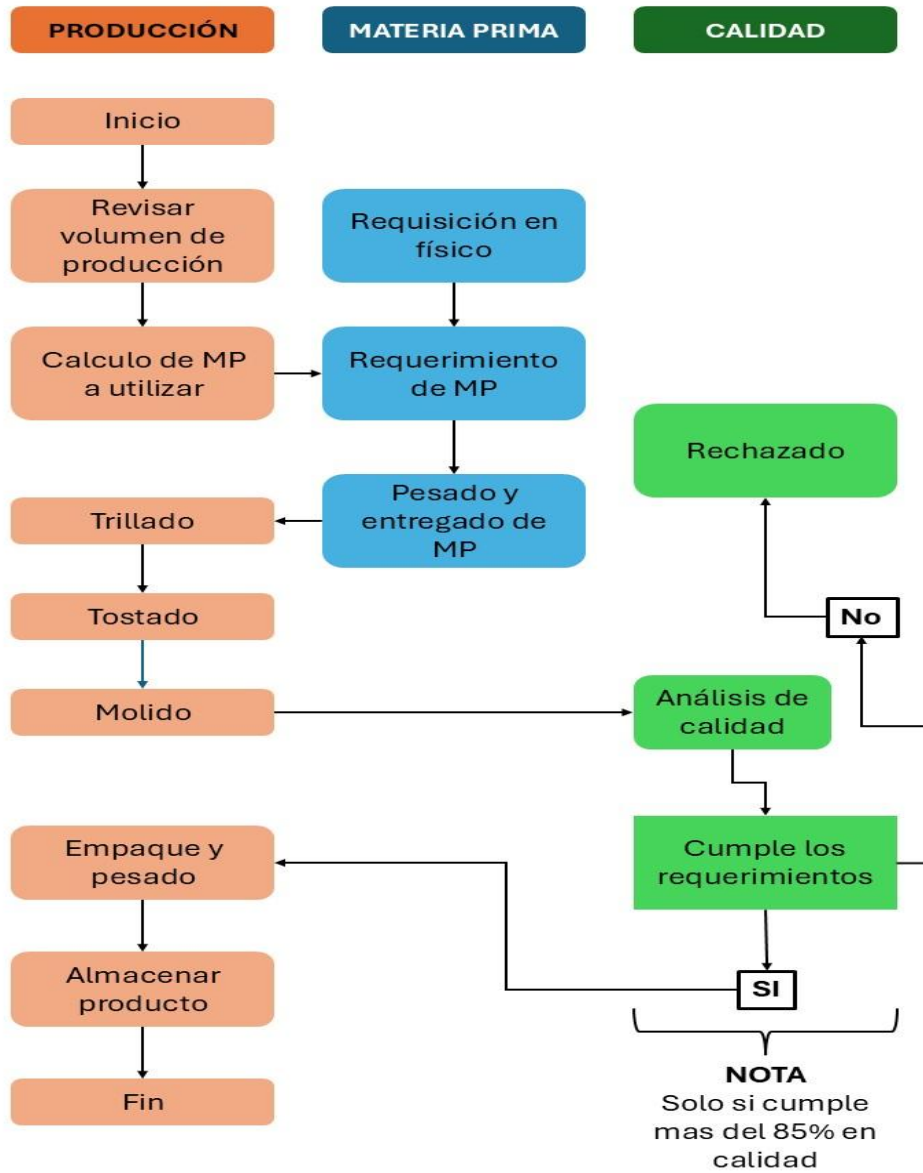 PRODUCCIÓN
MATERIA PRIMA
CALIDAD
Inicio
Revisar
volumen de
producción
Requisición en
físico
Calculo de MP
a utilizar
Requerimiento
de MP
Rechazado
Trillado
Pesado y
entregado de
MP
Tostado
No
Molido
Análisis de
calidad
Empaque y
pesado
Cumple los
requerimientos
Almacenar
producto
SI
Fin
NOTA
Solo si cumple
mas del 85% en
calidad